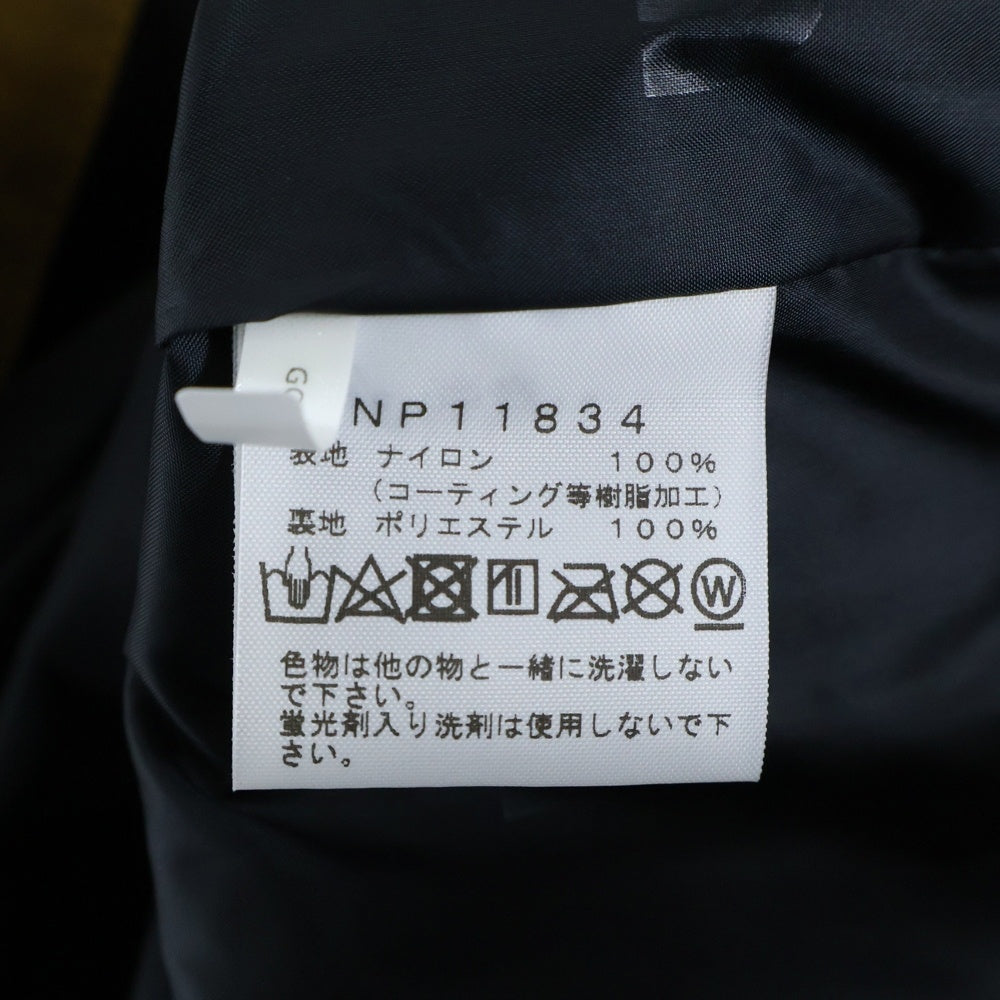 GO
NP11834
表地 ナイロン 100%
(コーティング等樹脂加工)
裏地 ポリエステル 100%
W
色物は他の物と一緒に洗濯しない
で下さい。
蛍光剤入り洗剤は使用しないで下
さい。